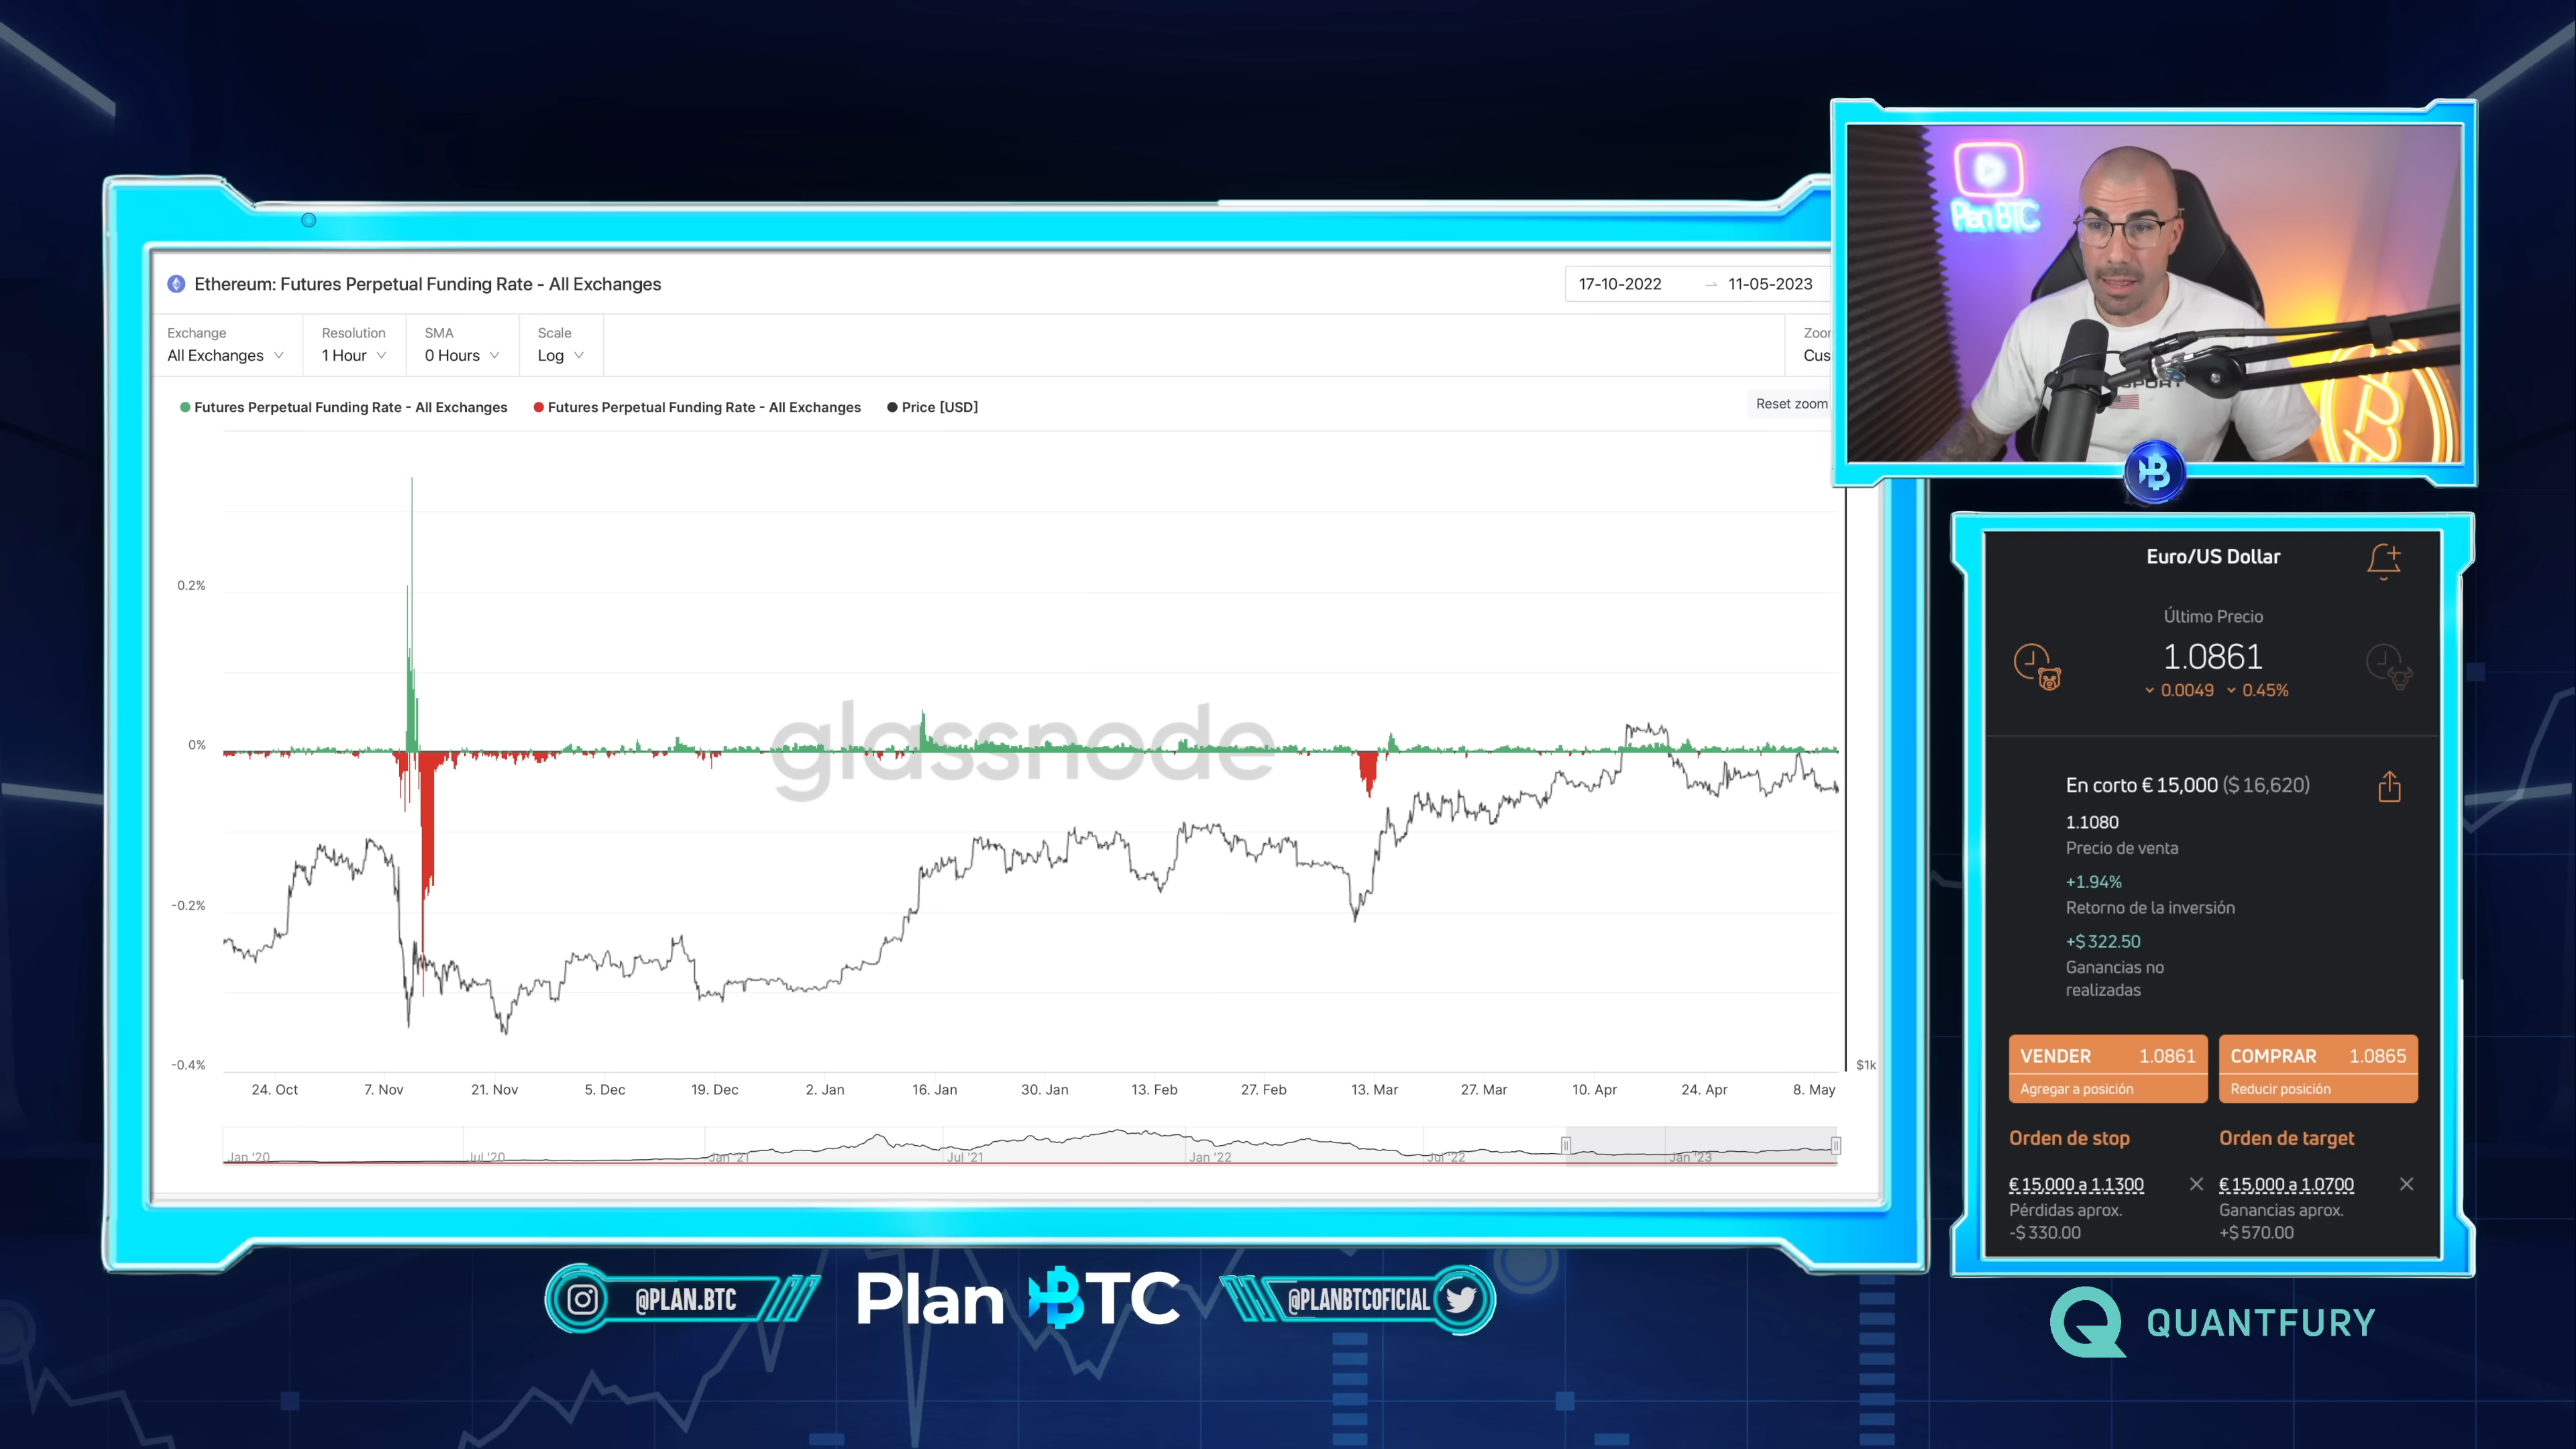 Ethereum: Futures Perpetual Funding Rate - All Exchanges
17-10-2022 → 11-05-2023
Exchange
All Exchanges
Resolution
1 Hour
SMA
0 Hours
Scale
Log
Zoor
Cus
Futures Perpetual Funding Rate - All Exchanges
Futures Perpetual Funding Rate - All Exchanges
Price [USD]
Reset zoom
glassnode
0.2%
0%
-0.2%
-0.4%
$1k
24. Oct
7. Nov
21. Nov
5. Dec
19. Dec
2. Jan
16. Jan
30. Jan
13. Feb
27. Feb
13. Mar
27. Mar
10. Apr
24. Apr
8. May
Jan '20
Jul '20
Jan '21
Jul '21
Jan '22
Jul '22
Jan '23
Plan BTC
Euro/US Dollar
Último Precio
1.0861
0.0049 0.45%
En corto € 15,000 ($ 16,620)
1.1080
Precio de venta
+1.94%
Retorno de la inversión
+$ 322.50
Ganancias no
realizadas
VENDER 1.0861
Agregar a posición
COMPRAR 1.0865
Reducir posición
Orden de stop
€ 15,000 a 1.1300
Pérdidas aprox.
-$ 330.00
Orden de target
€ 15,000 a 1.0700
Ganancias aprox.
+$ 570.00
@PLAN.BTC
Plan BTC
@PLANBTCOFICIAL
QUANTFURY